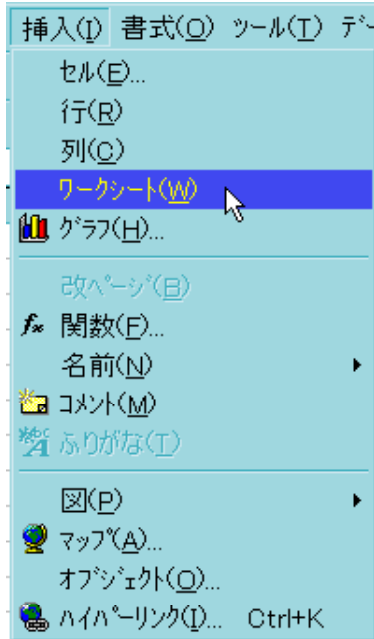 挿入(I) 書式(O) ツール(T) デー
セル(E)...
行(R)
列(C)
ワークシート(W)
グラフ(H)...
改ページ(B)
関数(F)...
名前(N)
コメント(M)
ふりがな(T)
図(P)
マップ(A)...
オブジェクト(O)...
ハイパーリンク(I)... Ctrl+K